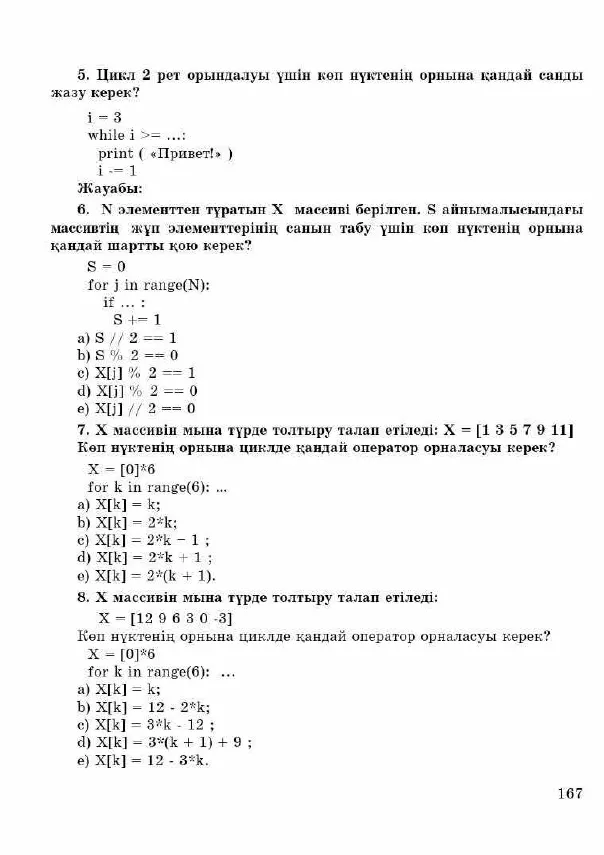 5. Цикл 2 рет орындалуы үшін көп нүктенің орнына қандай санды
жазу керек?
i = 3
while i >= ...:
print ( «Привет!» )
i -= 1
Жауабы:
6. N элементтен тұратын X массиві берілген. S айнымалысындағы
массивтің жұп элементтерінің санын табу үшін көп нүктенің орнына
қандай шартты қою керек?
S = 0
for j in range(N):
if ... :
S += 1
a) S // 2 == 1
b) S % 2 == 0
c) X[j] % 2 == 1
d) X[j] % 2 == 0
e) X[j] // 2 == 0
7. X массивін мына түрде толтыру талап етіледі: X = [1 3 5 7 9 11]
Көп нүктенің орнына циклде қандай оператор орналасуы керек?
X = [0]*6
for k in range(6): ...
a) X[k] = k;
b) X[k] = 2*k;
c) X[k] = 2*k − 1 ;
d) X[k] = 2*k + 1 ;
e) X[k] = 2*(k + 1).
8. X массивін мына түрде толтыру талап етіледі:
X = [12 9 6 3 0 -3]
Көп нүктенің орнына циклде қандай оператор орналасуы керек?
X = [0]*6
for k in range(6): ...
a) X[k] = k;
b) X[k] = 12 - 2*k;
c) X[k] = 3*k - 12 ;
d) X[k] = 3*(k + 1) + 9 ;
e) X[k] = 12 - 3*k.
167